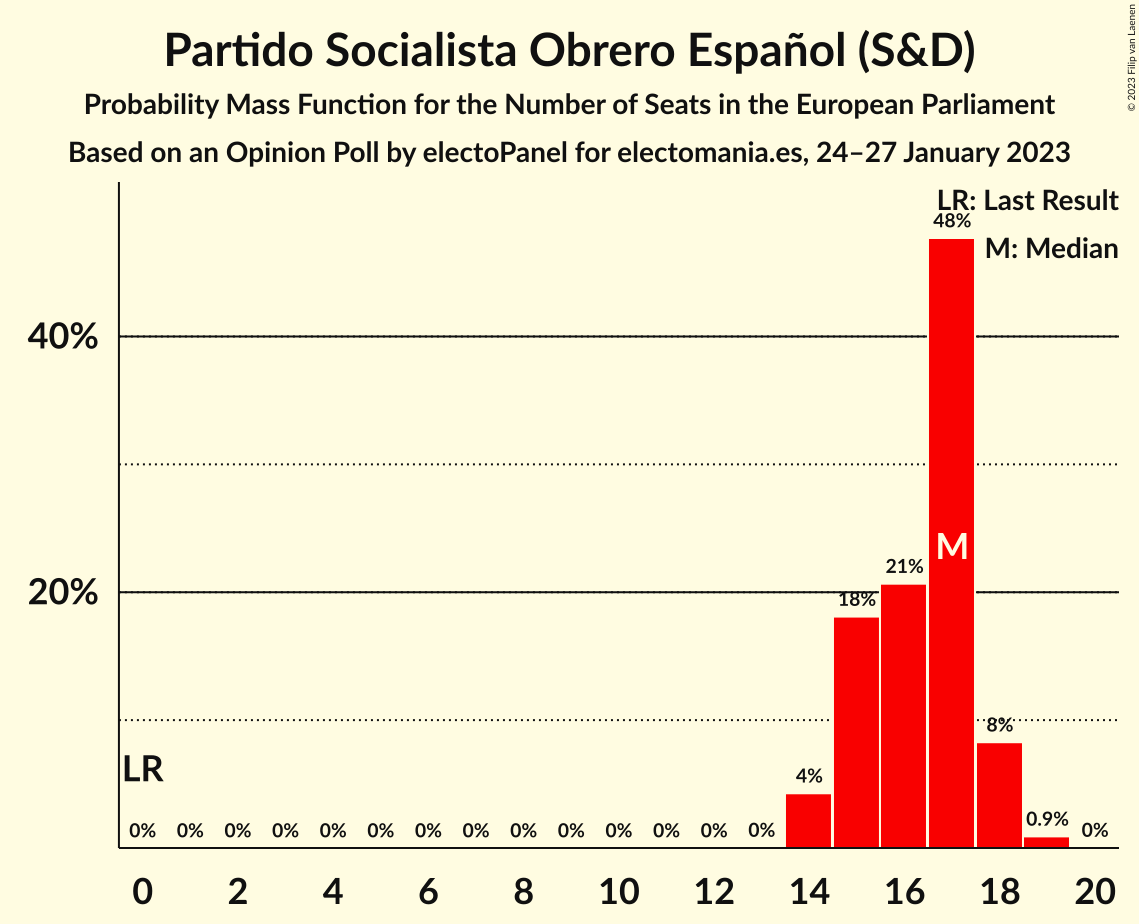 Partido Socialista Obrero Español (S&D)
Probability Mass Function for the Number of Seats in the European Parliament
Based on an Opinion Poll by electoPanel for electomania.es, 24–27 January 2023
© 2023 Filip van Laenen
LR: Last Result
M: Median
48%
40%
M
21%
20%
18%
8%
LR
4%
0.9%
0% 0% 0% 0% 0% 0% 0% 0% 0% 0% 0% 0% 0% 0% 0%
0 2 4 6 8 10 12 14 16 18 20